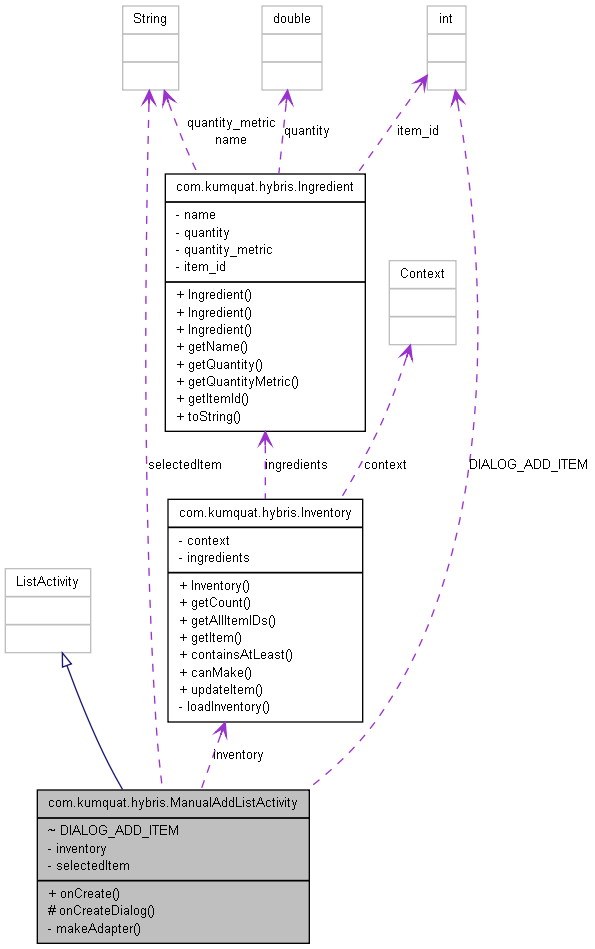 String
double
int
quantity_metric
name
quantity
item_id
com.kumquat.hybris.Ingredient
- name
- quantity
- quantity_metric
- item_id
+ Ingredient()
+ Ingredient()
+ Ingredient()
+ getName()
+ getQuantity()
+ getQuantityMetric()
+ getItemId()
+ toString()
Context
selectedItem
ingredients
context
DIALOG_ADD_ITEM
com.kumquat.hybris.Inventory
- context
- ingredients
+ Inventory()
+ getCount()
+ getAllItemIDs()
+ getItem()
+ containsAtLeast()
+ canMake()
+ updateItem()
- loadInventory()
ListActivity
inventory
com.kumquat.hybris.ManualAddListActivity
~ DIALOG_ADD_ITEM
- inventory
- selectedItem
+ onCreate()
# onCreateDialog()
- makeAdapter()